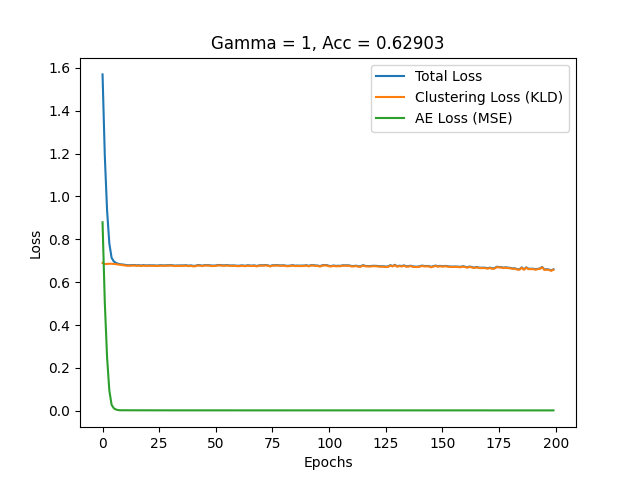 Gamma = 1, Acc = 0.62903
Total Loss
Clustering Loss (KLD)
AE Loss (MSE)
1.6
1.4
1.2
1.0
0.8
0.6
0.4
0.2
0.0
Loss
0 25 50 75 100 125 150 175 200
Epochs